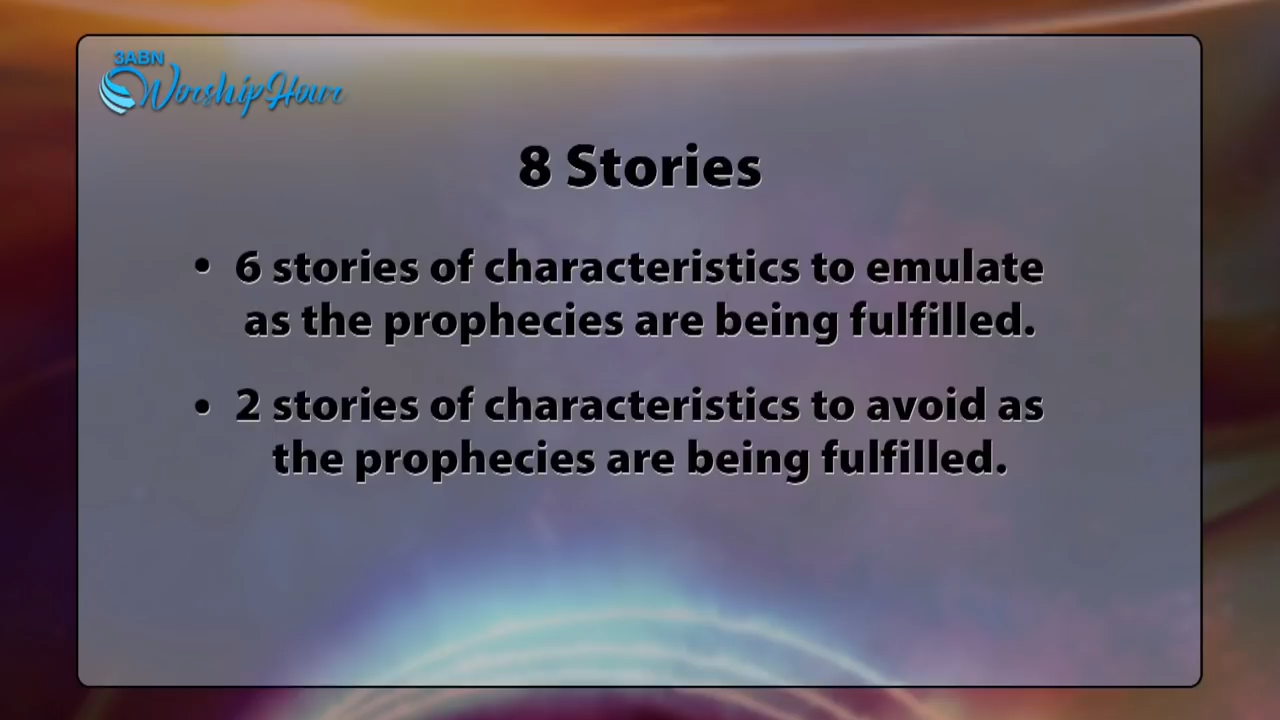 3ABN
Worship Hour
8 Stories
• 6 stories of characteristics to emulate
as the prophecies are being fulfilled.
• 2 stories of characteristics to avoid as
the prophecies are being fulfilled.